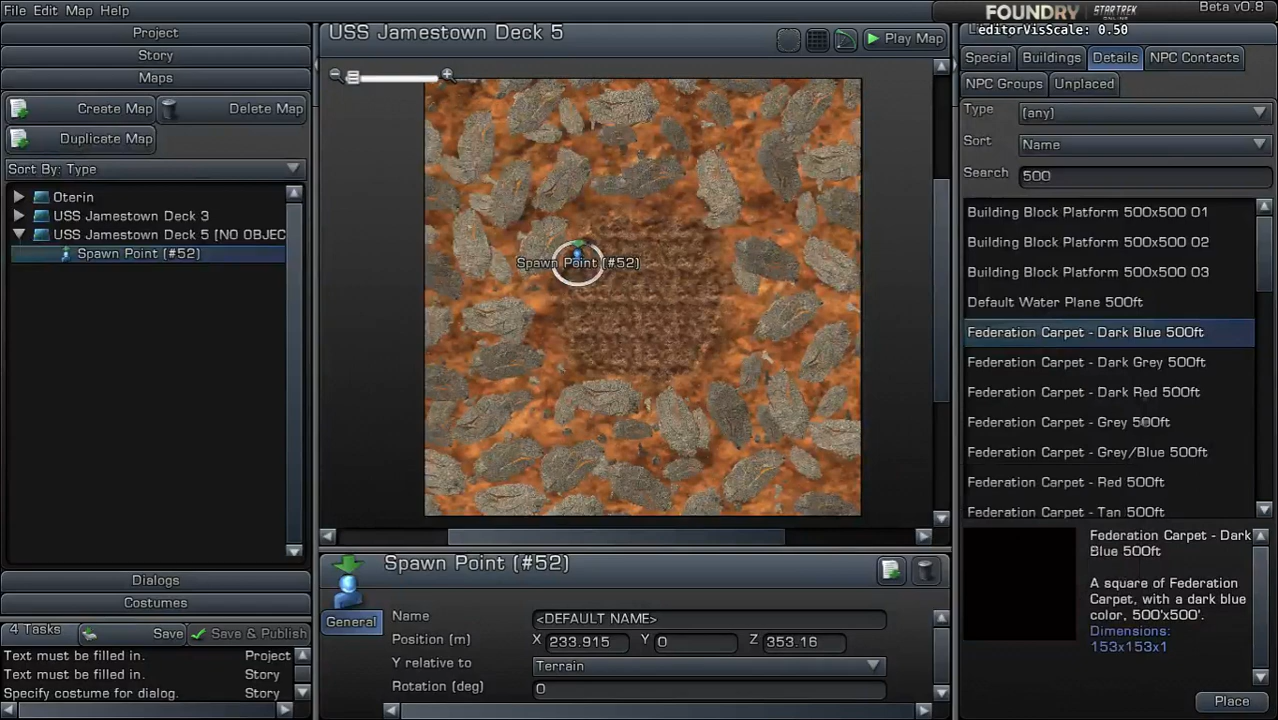 File Edit Map Help
FOUNDRY STAR TREK ONLINE
Beta v0.8
Project
Story
Maps
Create Map
Delete Map
Duplicate Map
Sort By: Type
Oterin
USS Jamestown Deck 3
USS Jamestown Deck 5 [NO OBJEC
Spawn Point (#52)
Dialogs
Costumes
4 Tasks
Save
Save & Publish
Text must be filled in. Project
Text must be filled in. Story
Specify costume for dialog. Story
USS Jamestown Deck 5
Play Map
Spawn Point (#52)
Spawn Point (#52)
General
Name <DEFAULT NAME>
Position (m) X 233.915 Y 0 Z 353.16
Y relative to Terrain
Rotation (deg) 0
editorVisScale: 0.50
Special Buildings Details NPC Contacts
NPC Groups Unplaced
Type (any)
Sort Name
Search 500
Building Block Platform 500x500 01
Building Block Platform 500x500 02
Building Block Platform 500x500 03
Default Water Plane 500ft
Federation Carpet - Dark Blue 500ft
Federation Carpet - Dark Grey 500ft
Federation Carpet - Dark Red 500ft
Federation Carpet - Grey 500ft
Federation Carpet - Grey/Blue 500ft
Federation Carpet - Red 500ft
Federation Carpet - Tan 500ft
Federation Carpet - Dark
Blue 500ft
A square of Federation
Carpet, with a dark blue
color, 500'x500'.
Dimensions:
153x153x1
Place